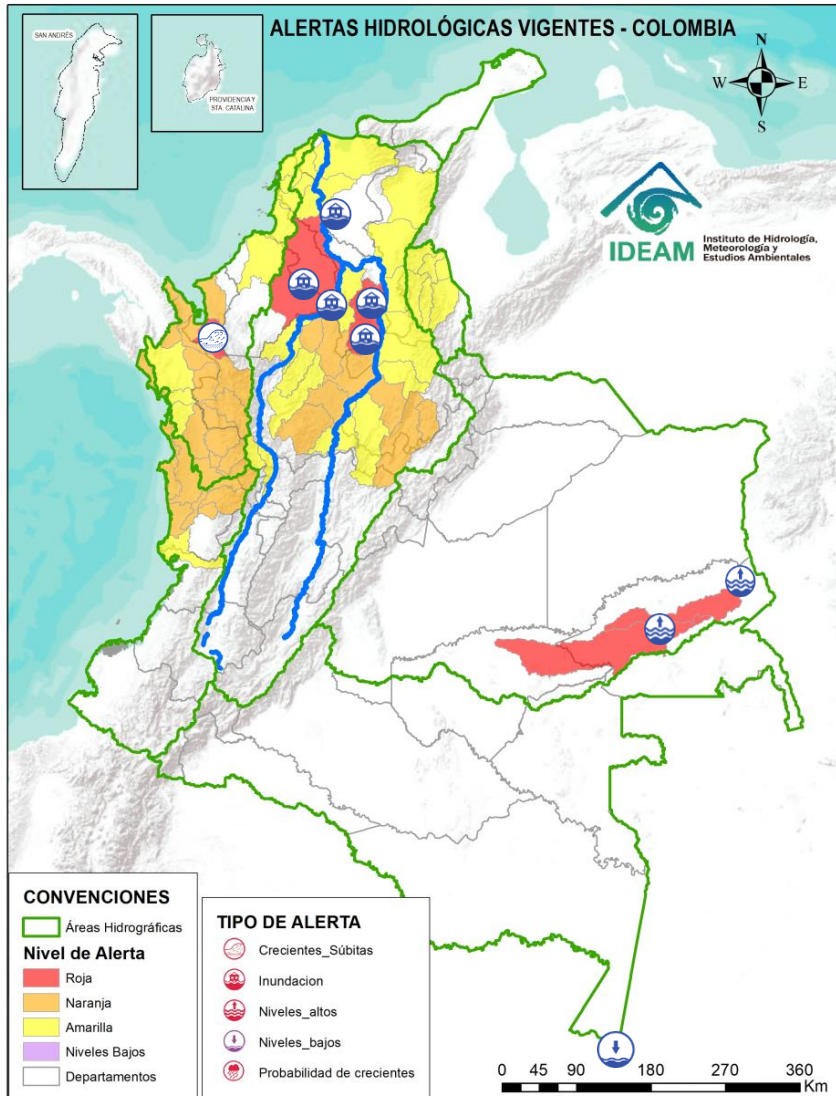 ALERTAS HIDROLÓGICAS VIGENTES - COLOMBIA
SAN ANDRÉS
PROVIDENCIA Y
STA. CATALINA
N
W
E
S
IDEAM
Instituto de Hidrología,
Meteorología y
Estudios Ambientales
CONVENCIONES
Áreas Hidrográficas
Nivel de Alerta
Roja
Naranja
Amarilla
Niveles Bajos
Departamentos
TIPO DE ALERTA
Crecientes_Súbitas
Inundacion
Niveles_altos
Niveles_bajos
Probabilidad de crecientes
0 45 90 180 270 360
Km